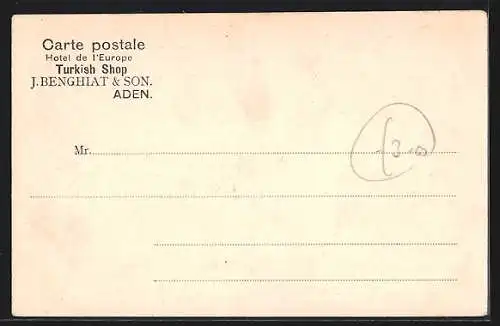 Carte postale
Hotel de l'Europe
Turkish Shop
J. BENGHIAT & SON.
ADEN.
Mr.